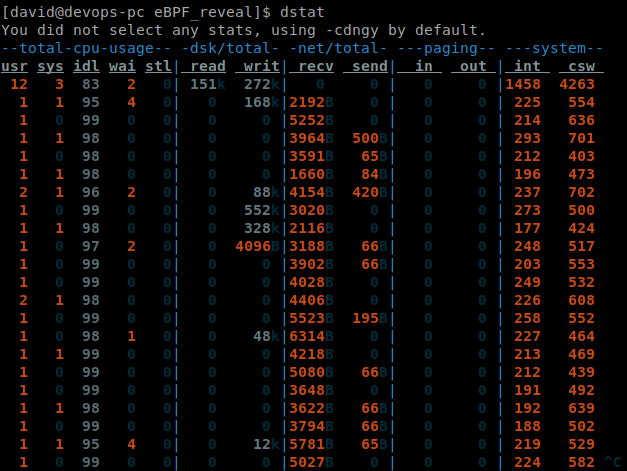 [david@devops-pc eBPF_reveal]$ dstat
You did not select any stats, using -cdngy by default.
--total-cpu-usage-- -dsk/total- -net/total- ---paging-- ---system--
usr sys idl wai stl| read  writ| recv  send|  in   out | int   csw
 12   3  83   2   0| 151k  272k|   0     0 |   0     0 |1458  4263
  1   1  95   4   0|   0   168k|2192B    0 |   0     0 | 225   554
  1   0  99   0   0|   0     0 |5252B    0 |   0     0 | 214   636
  1   1  98   0   0|   0     0 |3964B  500B|   0     0 | 293   701
  1   1  98   0   0|   0     0 |3591B   65B|   0     0 | 212   403
  1   1  98   0   0|   0     0 |1660B   84B|   0     0 | 196   473
  2   1  96   2   0|   0    88k|4154B  420B|   0     0 | 237   702
  1   0  99   0   0|   0   552k|3020B    0 |   0     0 | 273   500
  1   1  98   0   0|   0   328k|2116B    0 |   0     0 | 177   424
  1   0  97   2   0|   0  4096B|3188B   66B|   0     0 | 248   517
  1   0  99   0   0|   0     0 |3902B   66B|   0     0 | 203   553
  1   0  99   0   0|   0     0 |4028B    0 |   0     0 | 249   532
  2   1  98   0   0|   0     0 |4406B    0 |   0     0 | 226   608
  1   0  99   0   0|   0     0 |5523B  195B|   0     0 | 258   552
  1   0  98   1   0|   0    48k|6314B    0 |   0     0 | 227   464
  1   1  99   0   0|   0     0 |4218B    0 |   0     0 | 213   469
  1   0  99   0   0|   0     0 |5080B   66B|   0     0 | 212   439
  1   0  99   0   0|   0     0 |3648B    0 |   0     0 | 191   492
  1   1  98   0   0|   0     0 |3622B   66B|   0     0 | 192   639
  1   0  99   0   0|   0     0 |3794B   66B|   0     0 | 188   502
  1   1  95   4   0|   0    12k|5781B   65B|   0     0 | 219   529
  1   0  99   0   0|   0     0 |5027B    0 |   0     0 | 224   582 ^C